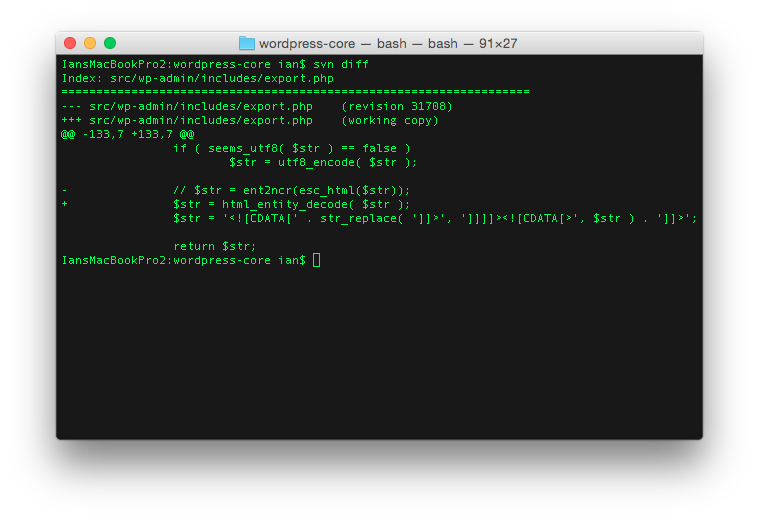 wordpress-core — bash — bash — 91×27
IansMacBookPro2:wordpress-core ian$ svn diff
Index: src/wp-admin/includes/export.php
===================================================================
--- src/wp-admin/includes/export.php    (revision 31708)
+++ src/wp-admin/includes/export.php    (working copy)
@@ -133,7 +133,7 @@
                if ( seems_utf8( $str ) == false )
                        $str = utf8_encode( $str );
-               // $str = ent2ncr(esc_html($str));
+               $str = html_entity_decode( $str );
                $str = '<![CDATA[' . str_replace( ']]>', ']]]]><![CDATA[>', $str ) . ']]>';
                return $str;
IansMacBookPro2:wordpress-core ian$